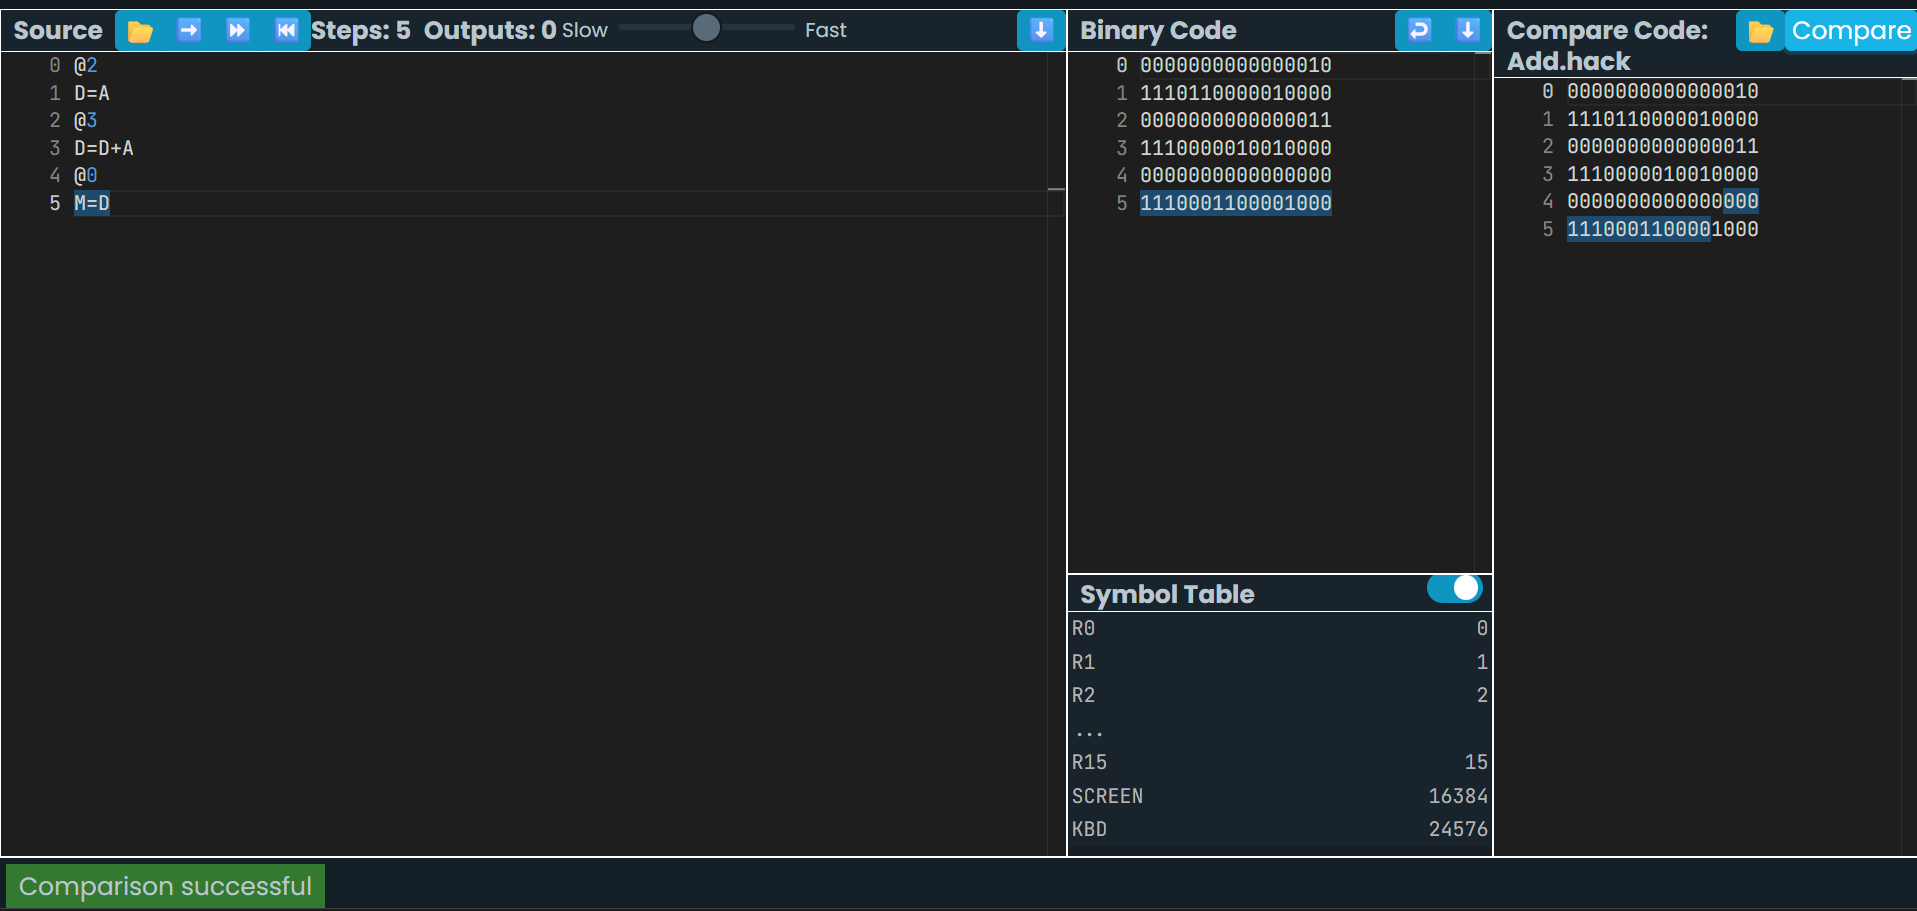 Source Steps: 5 Outputs: 0 Slow Fast
0 @2
1 D=A
2 @3
3 D=D+A
4 @0
5 M=D
Binary Code
0 0000000000000010
1 1110110000010000
2 0000000000000011
3 1110000010010000
4 0000000000000000
5 1110001100001000
Symbol Table
R0 0
R1 1
R2 2
...
R15 15
SCREEN 16384
KBD 24576
Compare Code: Compare
Add.hack
0 0000000000000010
1 1110110000010000
2 0000000000000011
3 1110000010010000
4 0000000000000000
5 1110001100001000
Comparison successful